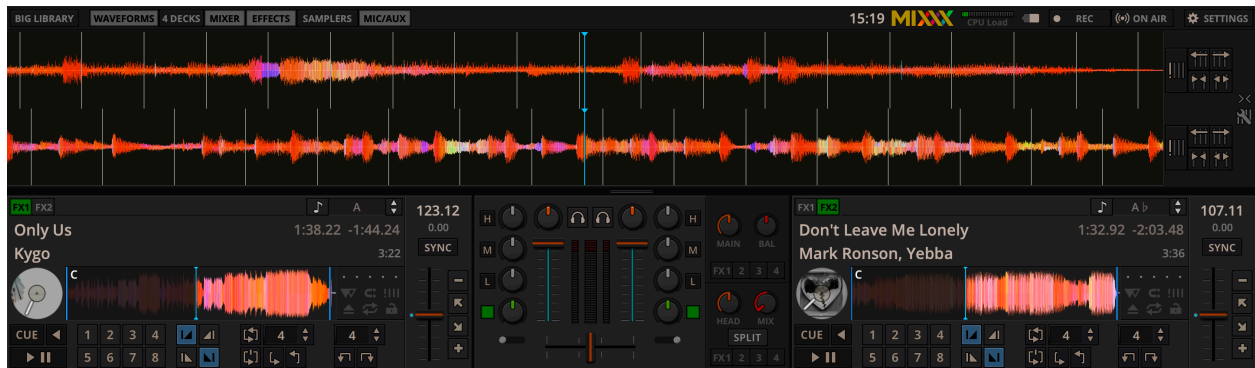 BIG LIBRARY WAVEFORMS 4 DECKS MIXER EFFECTS SAMPLERS MIC/AUX 15:19 MIXXX CPU Load REC ON AIR SETTINGS
FX1 FX2 A 123.12
Only Us 1:38.22 -1:44.24 0.00
Kygo 3:22 SYNC
C
CUE 1 2 3 4 4 4
5 6 7 8
H H
M M
L L
MAIN BAL
FX1 2 3 4
HEAD MIX
SPLIT
FX1 2 3 4
FX1 FX2 A♭ 107.11
Don't Leave Me Lonely 1:32.92 -2:03.48 0.00
Mark Ronson, Yebba 3:36 SYNC
C
CUE 1 2 3 4 4 4
5 6 7 8